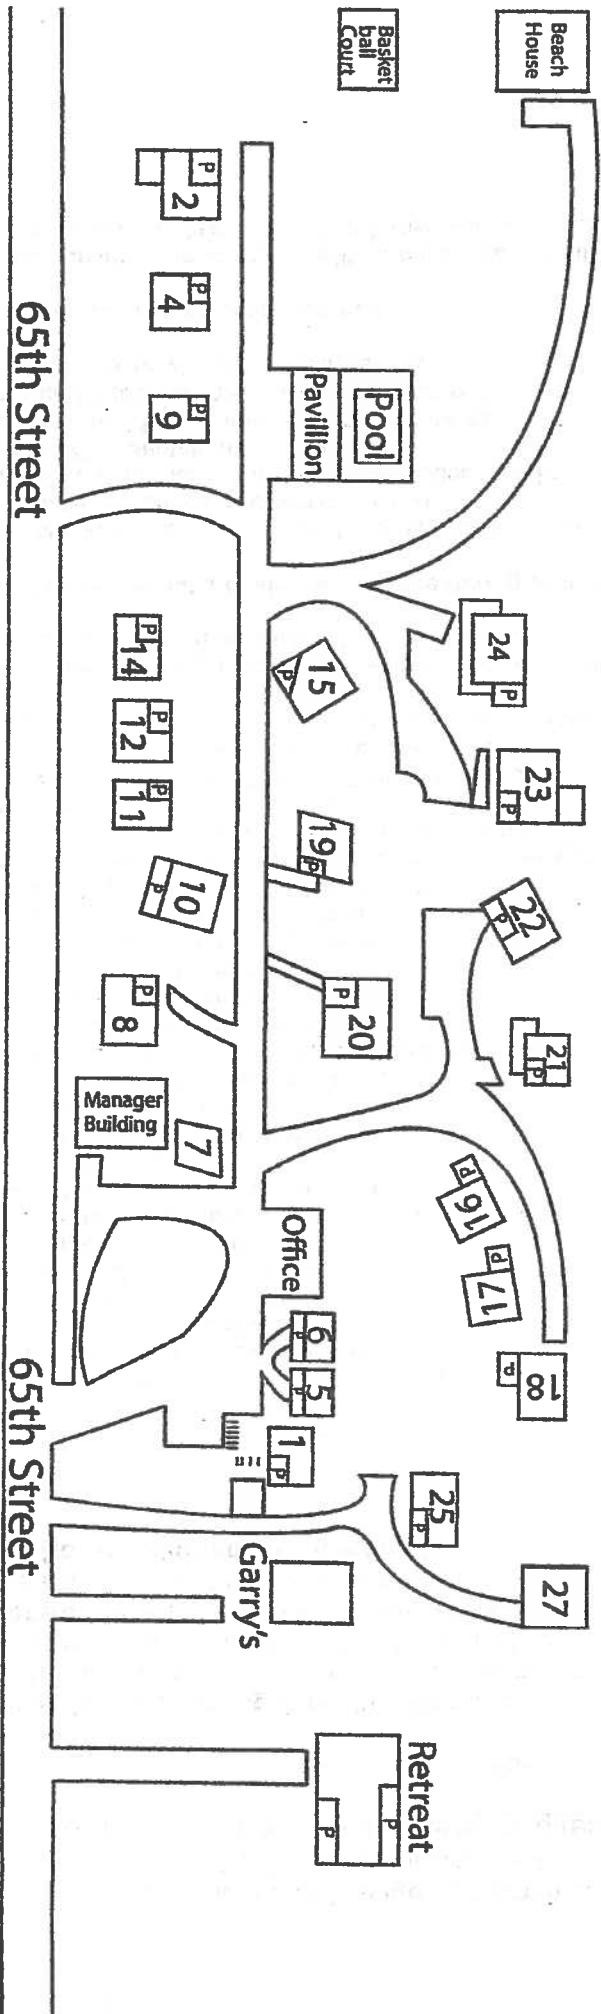 Beach
House
Basket
ball
Court
P
2
P
4
P
9
Pool
Pavillion
65th Street
24
P
23
P
15
P
14
P
12
P
11
P
10
P
19
P
22
P
21
P
20
P
8
P
Manager
Building
7
16
P
17
P
18
P
Office
6
P
5
P
1
P
25
P
27
65th Street
Garry's
Retreat
P
P